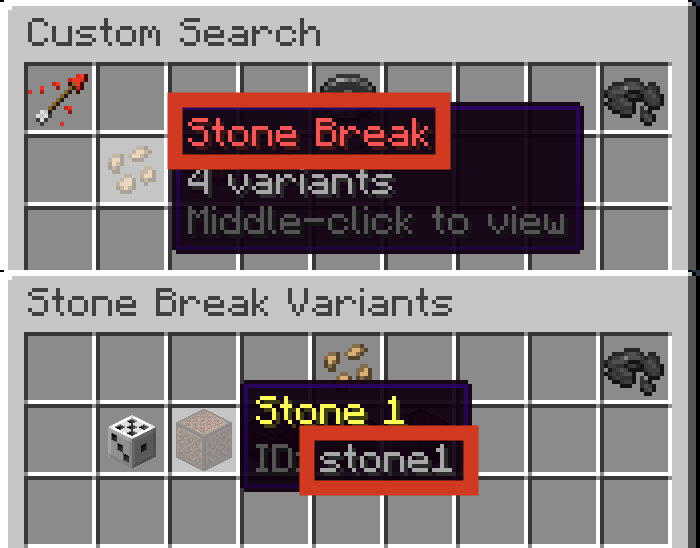 Custom Search
Stone Break
4 variants
Middle-click to view
Stone Break Variants
Stone 1
ID: stone1